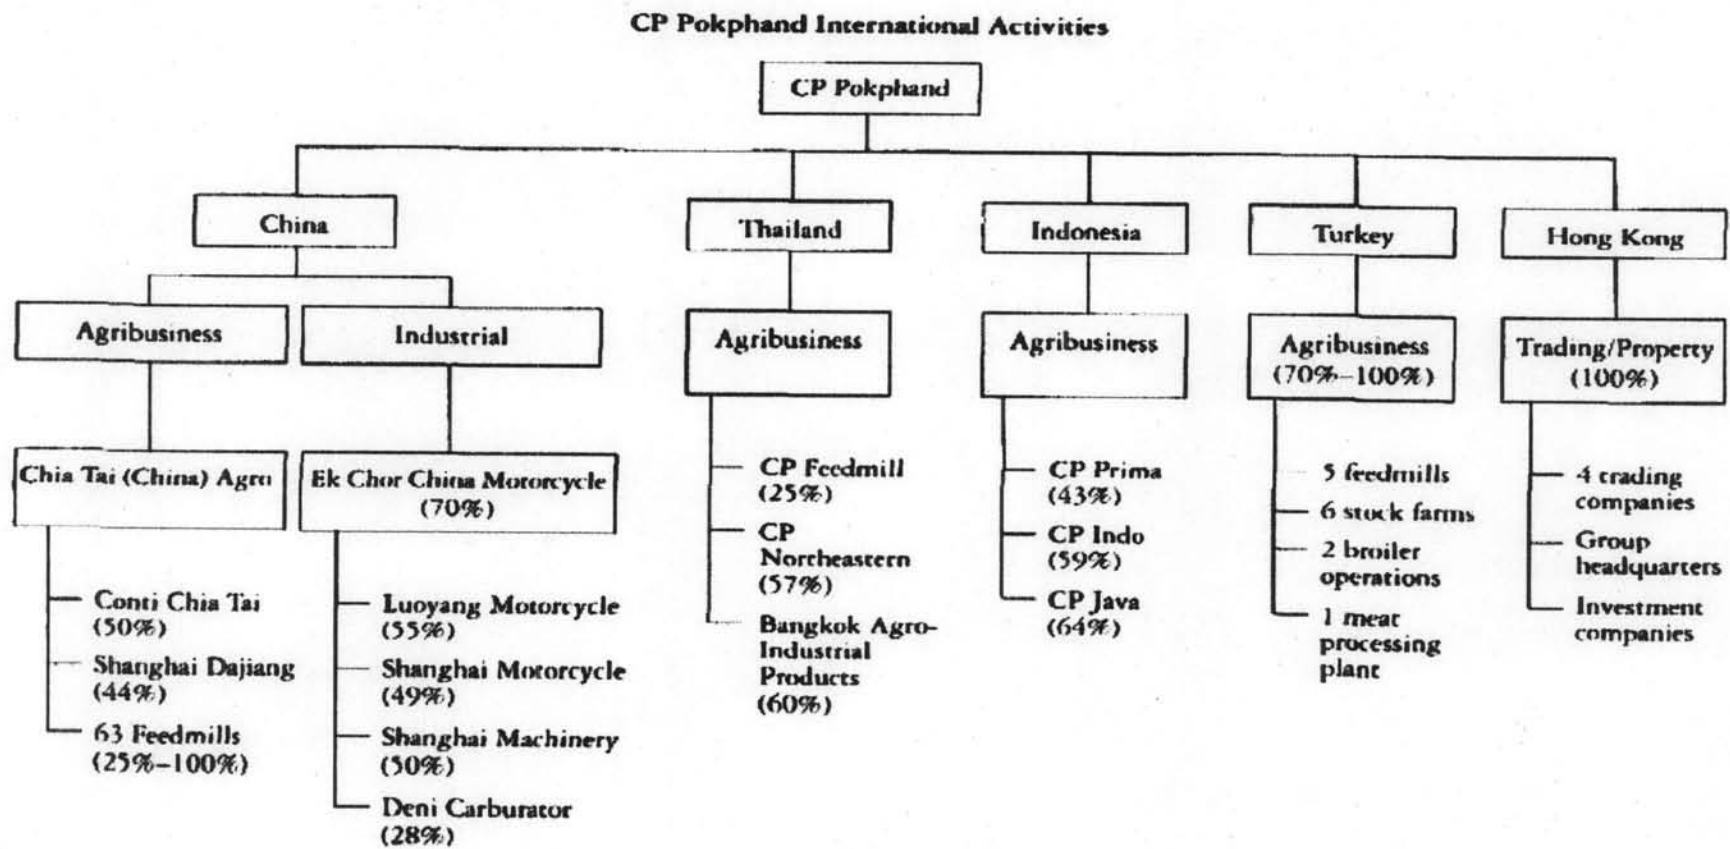 CP Pokphand International Activities
CP Pokphand
China
Thailand
Indonesia
Turkey
Hong Kong
Agribusiness
Industrial
Agribusiness
Agribusiness
Agribusiness
(70%–100%)
Trading/Property
(100%)
Chia Tai (China) Agro
Ek Chor China Motorcycle
(70%)
Conti Chia Tai
(50%)
Shanghai Dajiang
(44%)
63 Feedmills
(25%–100%)
Luoyang Motorcycle
(55%)
Shanghai Motorcycle
(49%)
Shanghai Machinery
(50%)
Deni Carburator
(28%)
CP Feedmill
(25%)
CP
Northeastern
(57%)
Bangkok Agro-
Industrial
Products
(60%)
CP Prima
(43%)
CP Indo
(59%)
CP Java
(64%)
5 feedmills
6 stock farms
2 broiler
operations
1 meat
processing
plant
4 trading
companies
Group
headquarters
Investment
companies